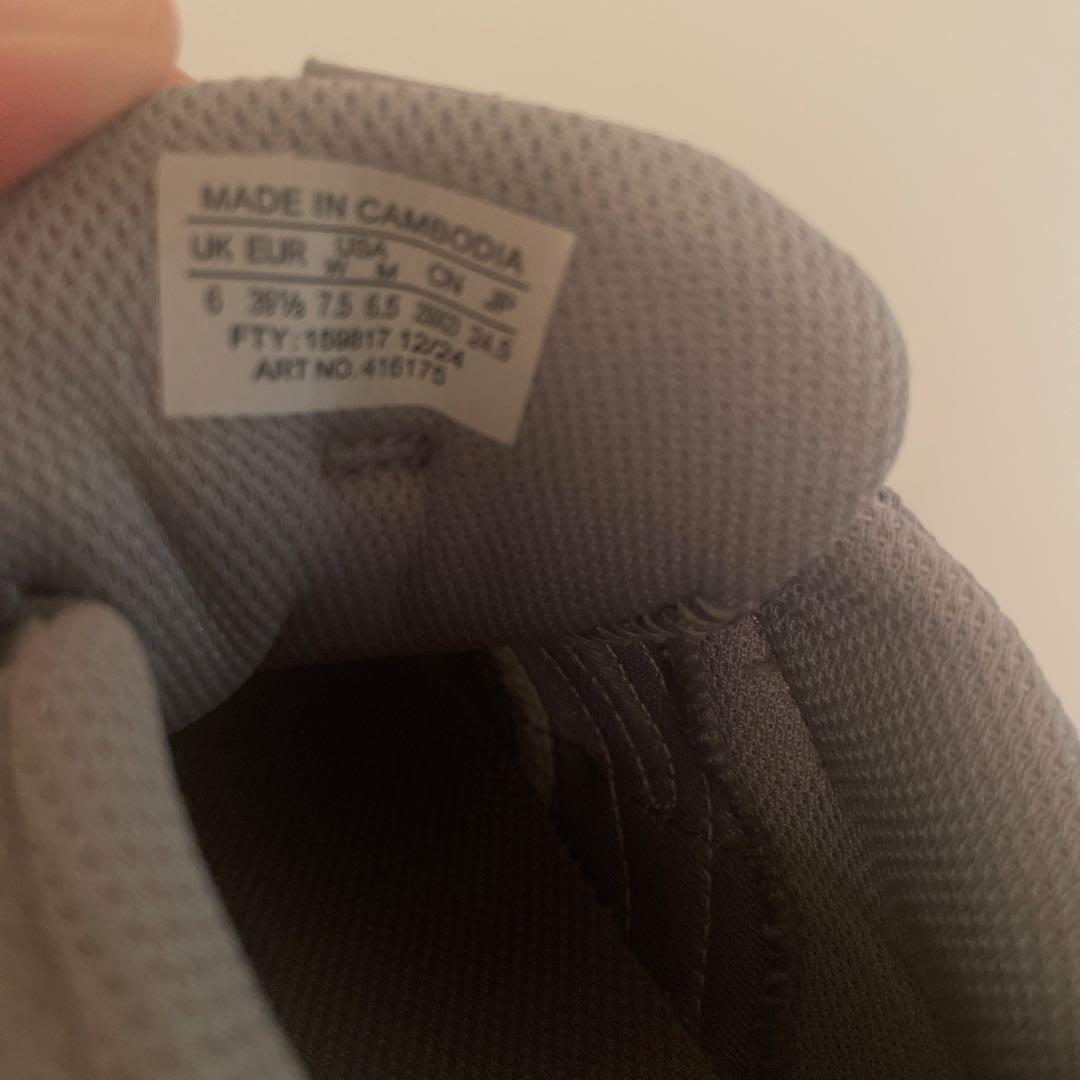 MADE IN CAMBODIA
UK EUR USA CN JP
W M
6 39⅓ 7.5 6.5 24.5
FTY: 159817 12/24
ART NO. 416175